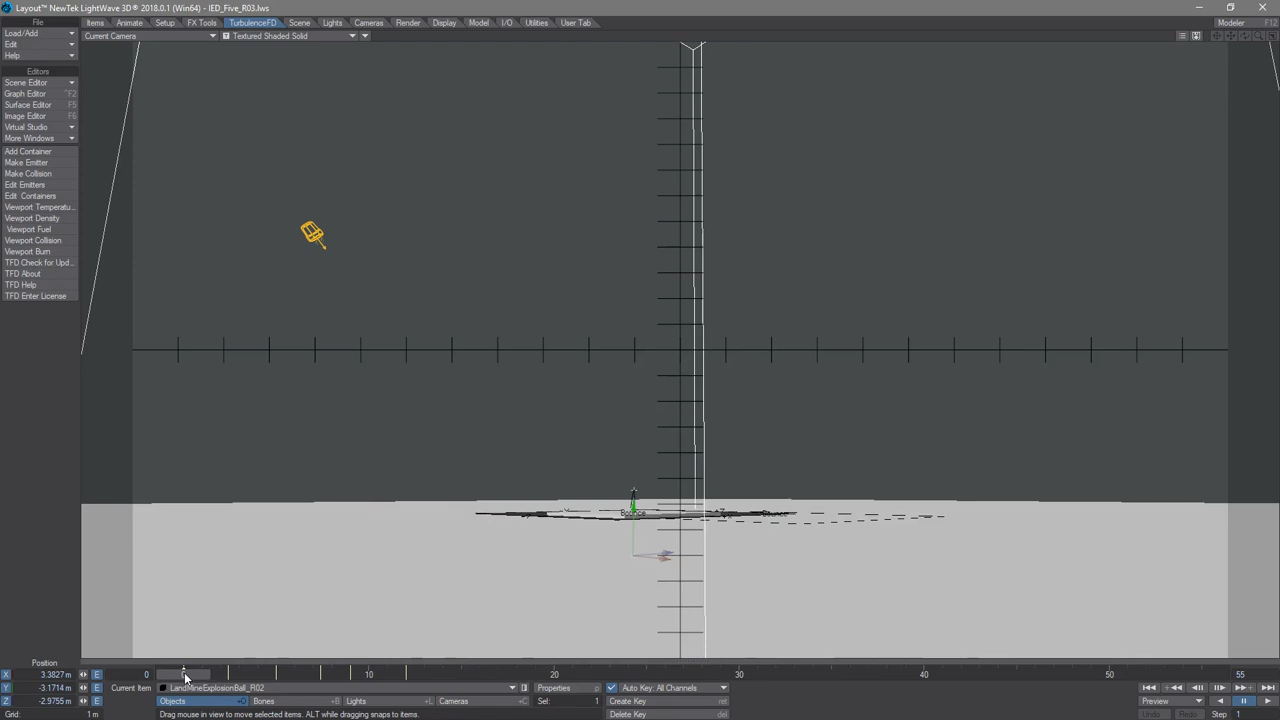 Layout™ NewTek LightWave 3D® 2018.0.1 (Win64) - IED_Five_R03.lws
File
Items Animate Setup FX Tools TurbulenceFD Scene Lights Cameras Render Display Model I/O Utilities User Tab Modeler F12
Load/Add
Current Camera
Textured Shaded Solid
Edit
Help
Editors
Scene Editor
Graph Editor ^F2
Surface Editor F5
Image Editor F6
Virtual Studio
More Windows
Add Container
Make Emitter
Make Collision
Edit Emitters
Edit Containers
Viewport Temperatu...
Viewport Density
Viewport Fuel
Viewport Collision
Viewport Burn
TFD Check for Upd...
TFD About
TFD Help
TFD Enter License
Bounce
Position
X 3.3827 m E 0 10 20 30 40 50 55
Y -3.1714 m E Current Item LandMineExplosionBall_R02 Properties p Auto Key: All Channels
Z -2.9755 m E Objects +O Bones +B Lights +L Cameras +C Sel: 1 Create Key ret
Preview
Grid: 1 m Drag mouse in view to move selected items. ALT while dragging snaps to items. Delete Key del
Undo Redo Step 1